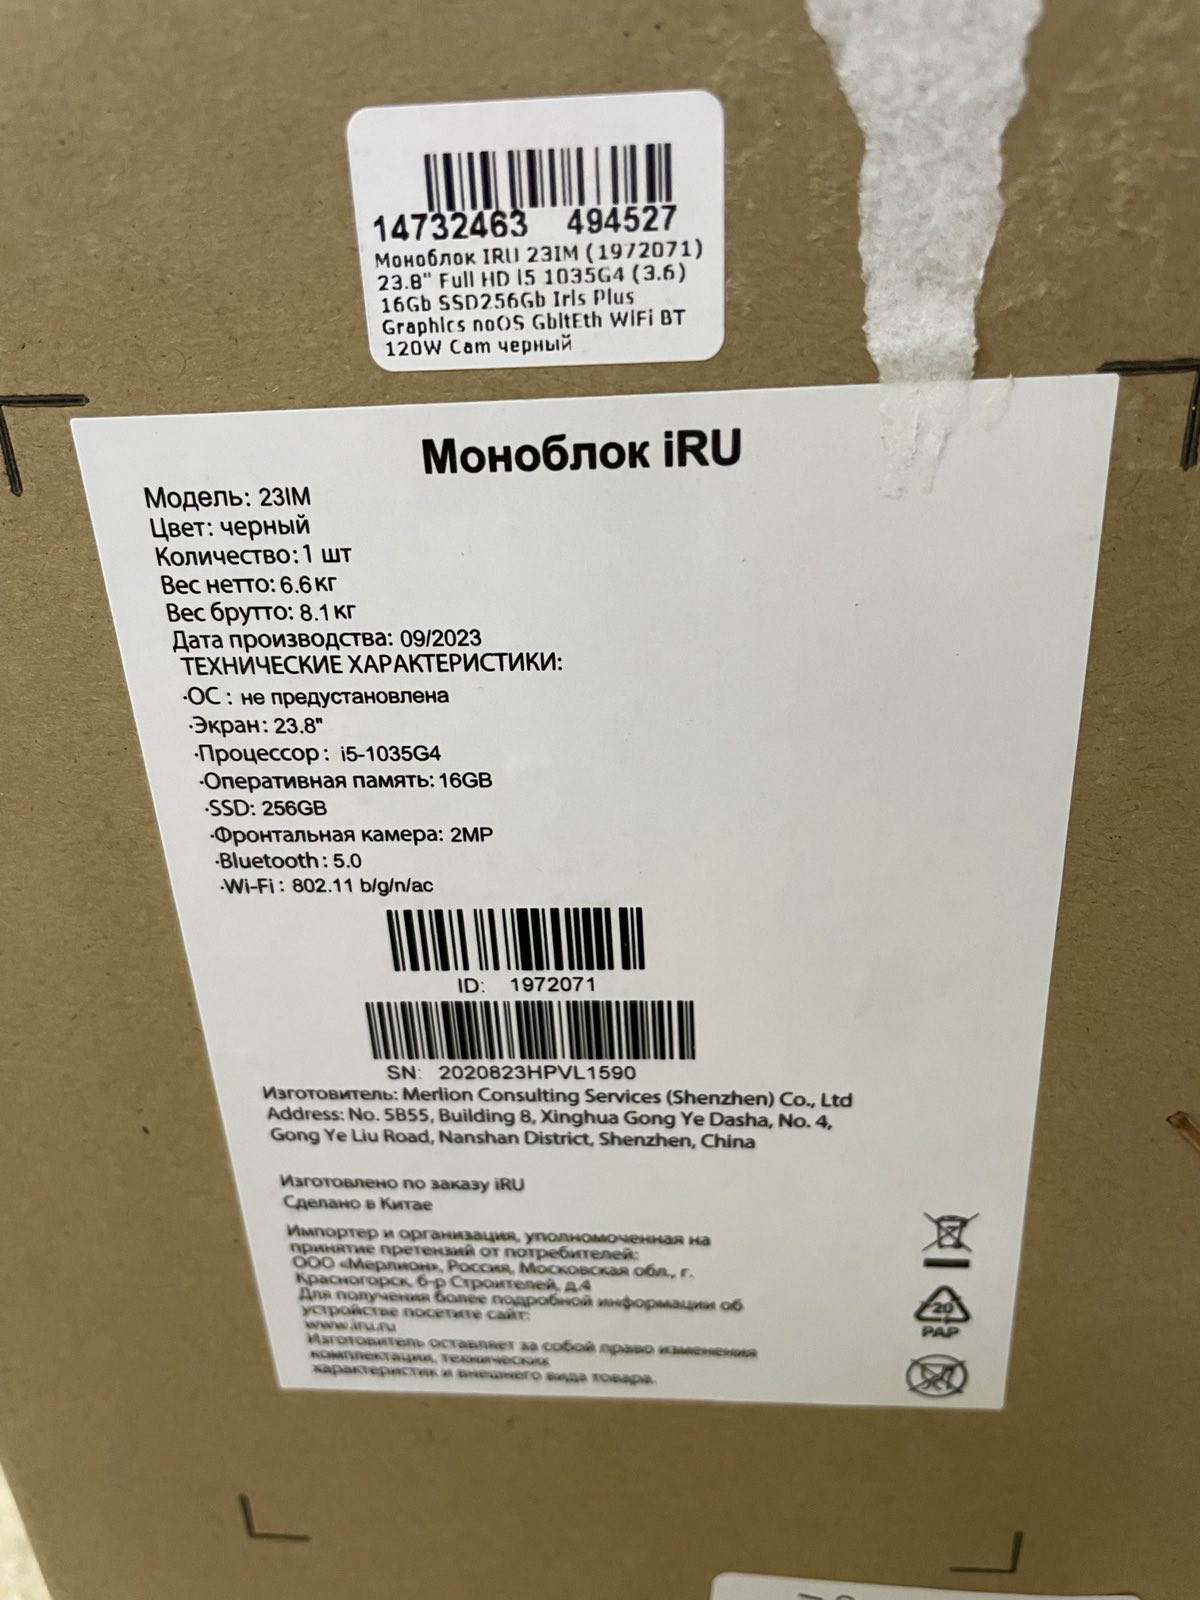 14732463 494527
Моноблок IRU 23IM (1972071)
23.8" Full HD I5 1035G4 (3.6)
16Gb SSD256Gb Iris Plus
Graphics noOS GbitEth WiFi BT
120W Cam черный
Моноблок iRU
Модель: 23IM
Цвет: черный
Количество: 1 шт
Вес нетто: 6.6кг
Вес брутто: 8.1кг
Дата производства: 09/2023
ТЕХНИЧЕСКИЕ ХАРАКТЕРИСТИКИ:
·ОС : не предустановлена
·Экран: 23.8"
·Процессор : i5-1035G4
·Оперативная память: 16GB
·SSD: 256GB
·Фронтальная камера: 2MP
·Bluetooth : 5.0
·Wi-Fi : 802.11 b/g/n/ac
ID: 1972071
SN: 2020823HPVL1590
Изготовитель: Merlion Consulting Services (Shenzhen) Co., Ltd
Address: No. 5B55, Building 8, Xinghua Gong Ye Dasha, No. 4,
Gong Ye Liu Road, Nanshan District, Shenzhen, China
Изготовлено по заказу iRU
Сделано в Китае
Импортер и организация, уполномоченная на
принятие претензий от потребителей:
ООО «Мерлион», Россия, Московская обл., г.
Красногорск, б-р Строителей, д.4
Для получения более подробной информации об
устройстве посетите сайт:
www.iru.ru
Изготовитель оставляет за собой право изменения
комплектации, технических
характеристик и внешнего вида товара.
20
PAP